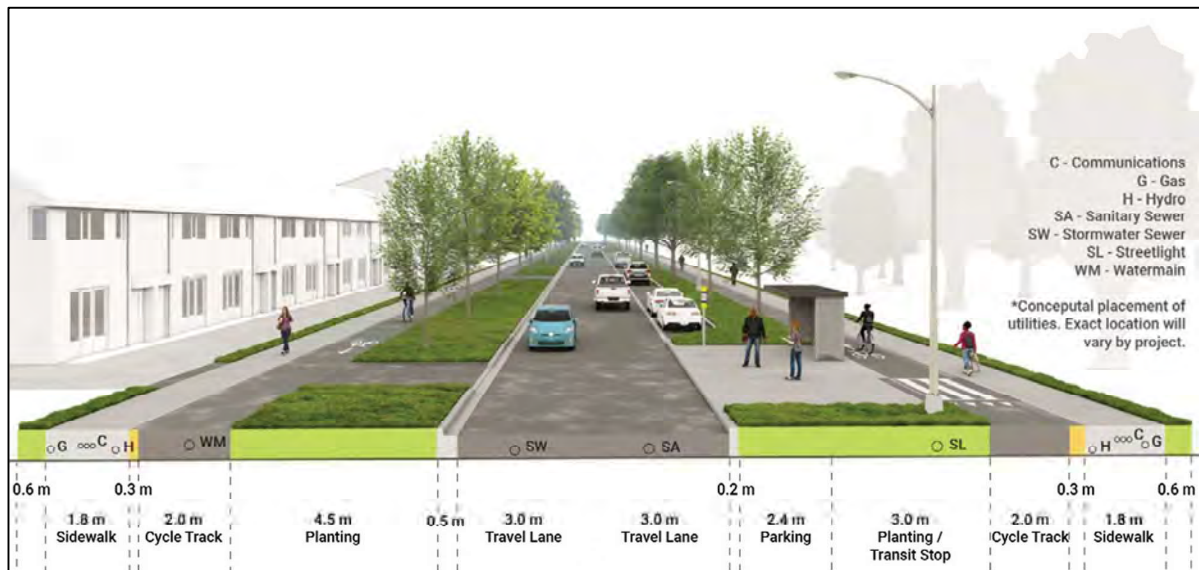 C - Communications
G - Gas
H - Hydro
SA - Sanitary Sewer
SW - Stormwater Sewer
SL - Streetlight
WM - Watermain
*Conceputal placement of
utilities. Exact location will
vary by project.
G C H WM SW SA SL H C G
0.6 m 0.3 m 0.2 m 0.3 m 0.6 m
1.8 m 2.0 m 4.5 m 0.5 m 3.0 m 3.0 m 2.4 m 3.0 m 2.0 m 1.8 m
Sidewalk Cycle Track Planting Travel Lane Travel Lane Parking Planting / Cycle Track Sidewalk
Transit Stop